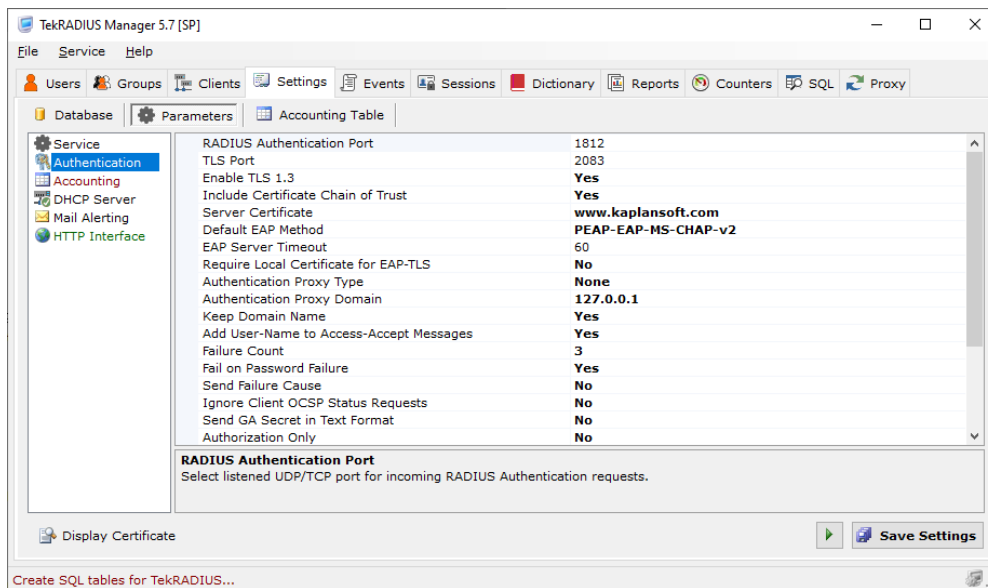 TekRADIUS Manager 5.7 [SP]
File Service Help
Users Groups Clients Settings Events Sessions Dictionary Reports Counters SQL Proxy
Database Parameters Accounting Table
Service
Authentication
Accounting
DHCP Server
Mail Alerting
HTTP Interface
RADIUS Authentication Port 1812
TLS Port 2083
Enable TLS 1.3 Yes
Include Certificate Chain of Trust Yes
Server Certificate www.kaplansoft.com
Default EAP Method PEAP-EAP-MS-CHAP-v2
EAP Server Timeout 60
Require Local Certificate for EAP-TLS No
Authentication Proxy Type None
Authentication Proxy Domain 127.0.0.1
Keep Domain Name Yes
Add User-Name to Access-Accept Messages Yes
Failure Count 3
Fail on Password Failure Yes
Send Failure Cause No
Ignore Client OCSP Status Requests No
Send GA Secret in Text Format No
Authorization Only No
RADIUS Authentication Port
Select listened UDP/TCP port for incoming RADIUS Authentication requests.
Display Certificate
Save Settings
Create SQL tables for TekRADIUS...